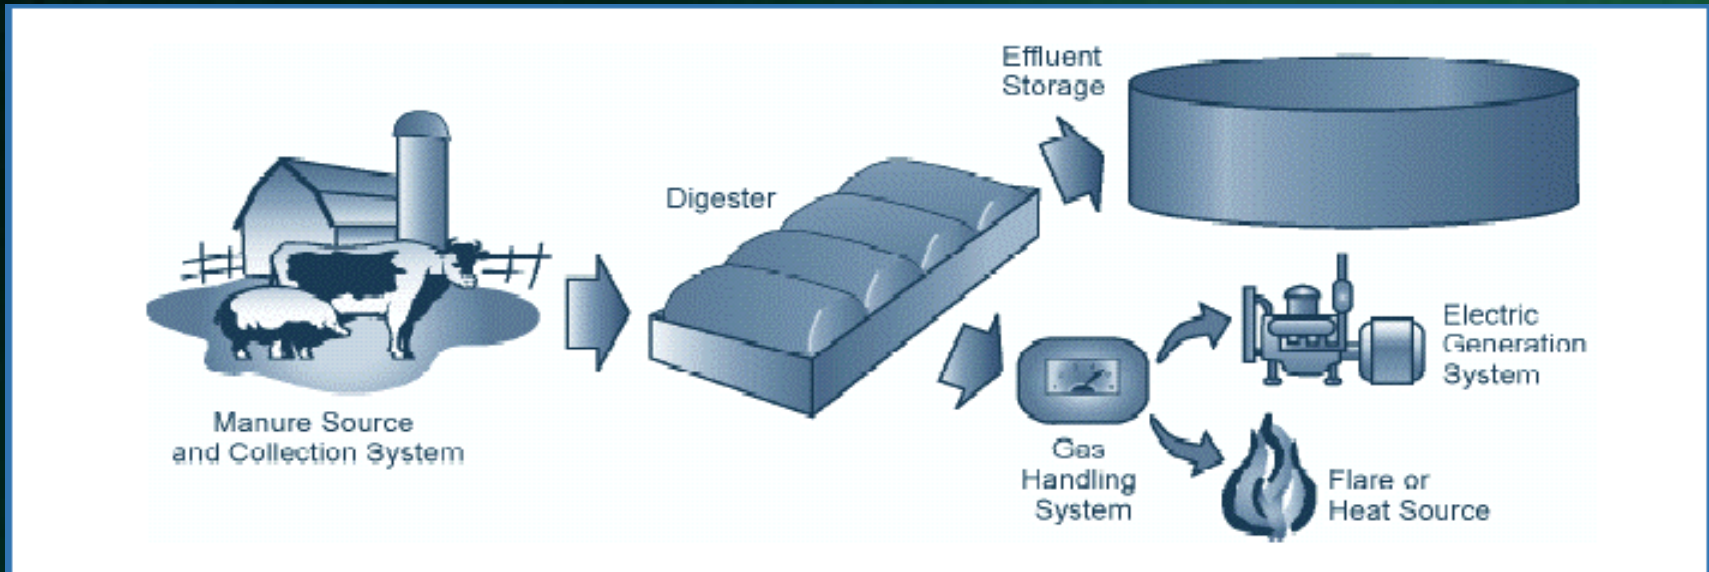 Effluent
Storage
Digester
Manure Source
and Collection System
Gas
Handling
System
Electric
Generation
System
Flare or
Heat Source